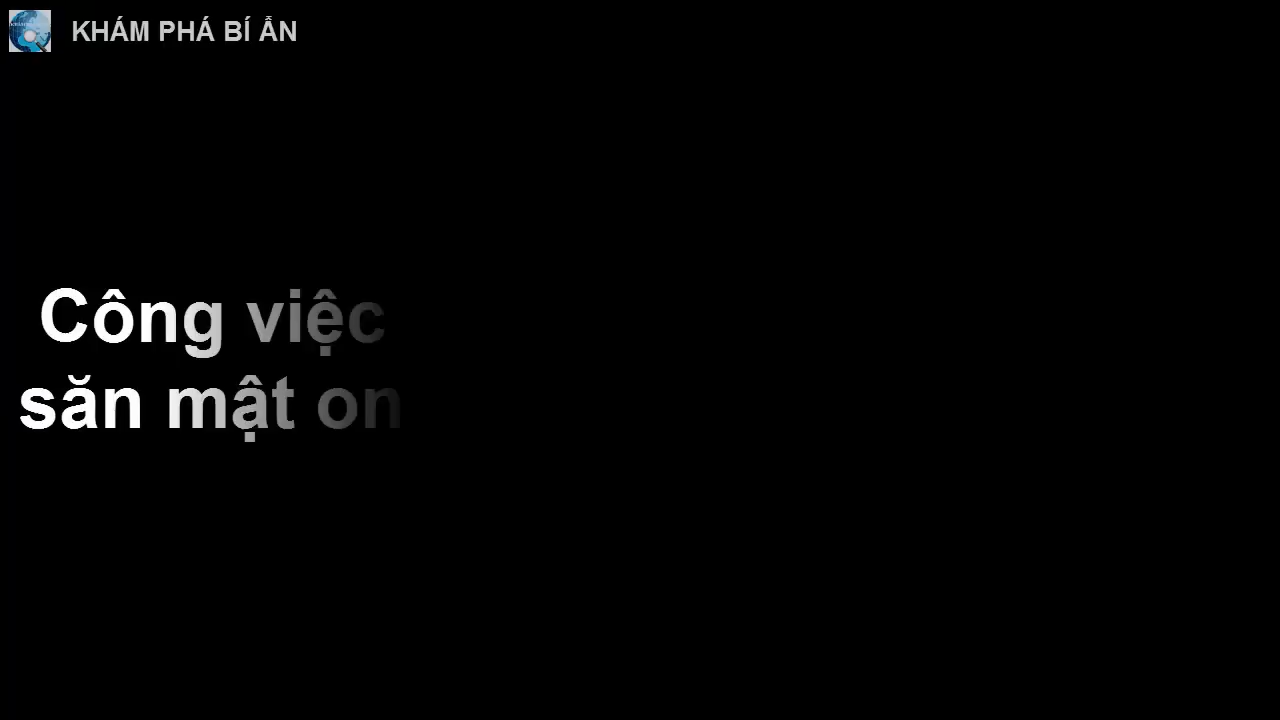 KHÁM PHÁ BÍ ẨN
Công việc
săn mật on